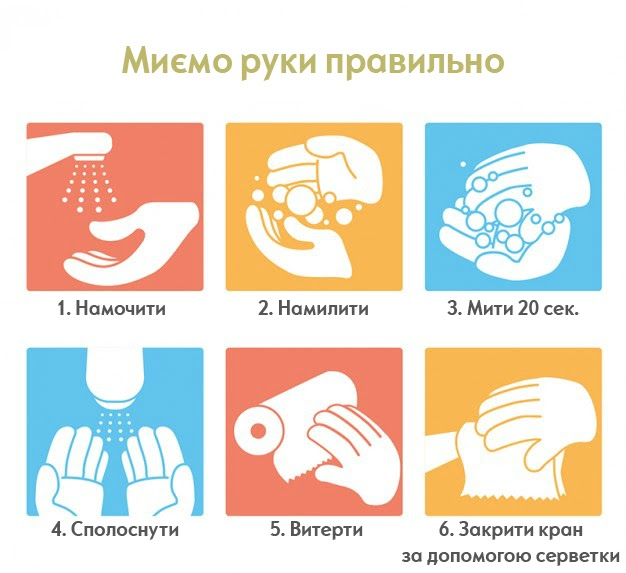 Миємо руки правильно
1. Намочити
2. Намилити
3. Мити 20 сек.
4. Сполоснути
5. Витерти
6. Закрити кран
за допомогою серветки